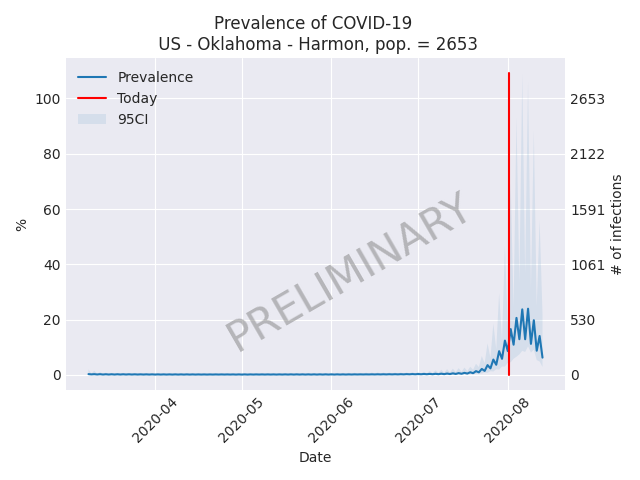 Prevalence of COVID-19
US - Oklahoma - Harmon, pop. = 2653
Prevalence
Today
95CI
100
80
60
40
20
0
%
2653
2122
1591
1061
530
0
# of infections
PRELIMINARY
2020-04
2020-05
2020-06
2020-07
2020-08
Date